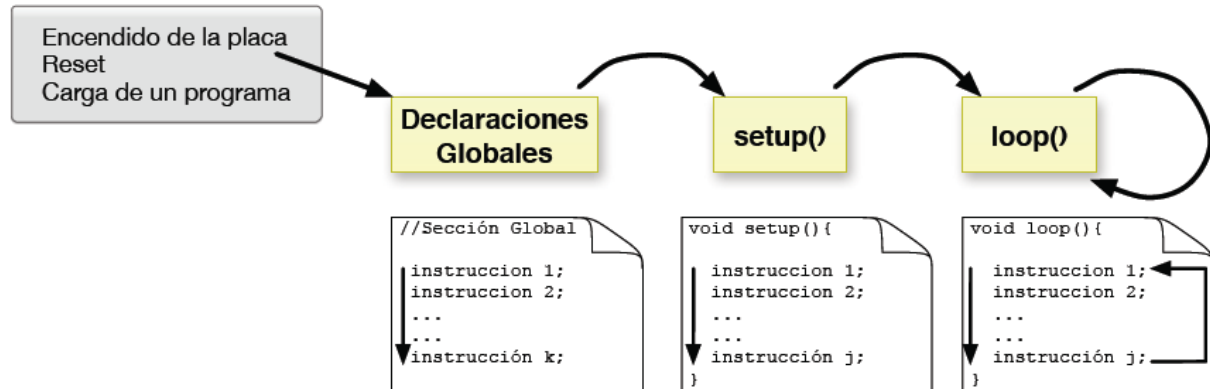 Encendido de la placa
Reset
Carga de un programa
Declaraciones
Globales
setup()
loop()
//Sección Global
instruccion 1;
instruccion 2;
...
...
instrucción k;
void setup(){
instruccion 1;
instruccion 2;
...
...
instrucción j;
}
void loop(){
instruccion 1;
instruccion 2;
...
...
instrucción j;
}